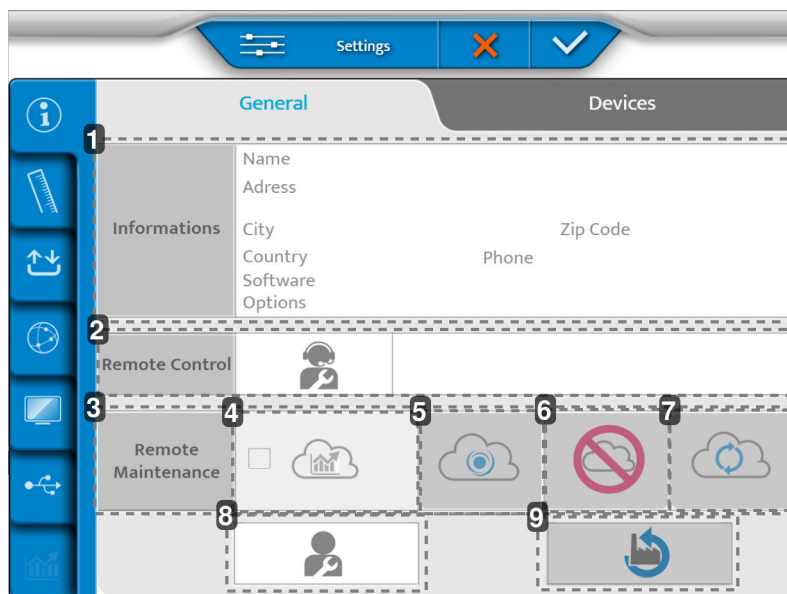 Settings
General
Devices
1
Informations
Name
Adress
City
Zip Code
Country
Phone
Software
Options
2
Remote Control
3
4
5
6
7
Remote
Maintenance
8
9